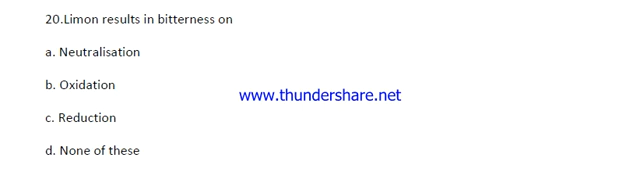 20.Limon results in bitterness on
a. Neutralisation
b. Oxidation
www.thundershare.net
c. Reduction
d. None of these